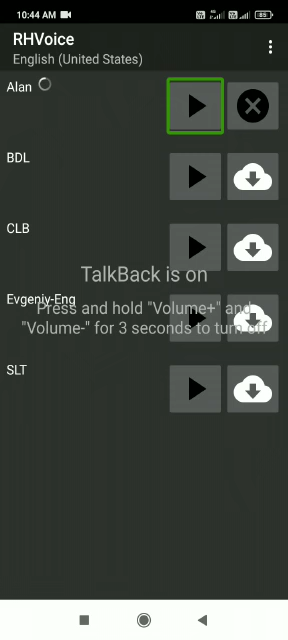 10:44 AM
85
RHVoice
English (United States)
Alan
BDL
CLB
TalkBack is on
Evgeniy-Eng
Press and hold "Volume+" and
"Volume-" for 3 seconds to turn off
SLT